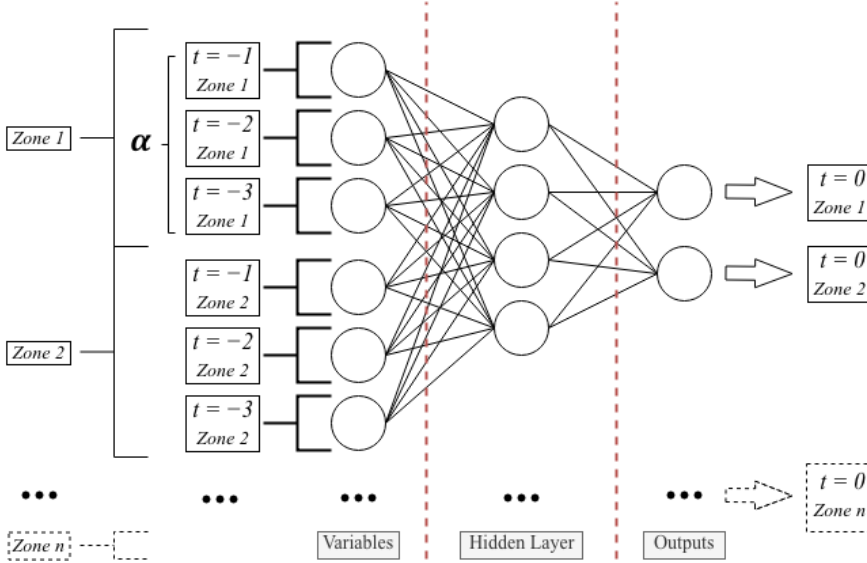 Zone 1
α
t = −1
Zone 1
t = −2
Zone 1
t = −3
Zone 1
Zone 2
t = −1
Zone 2
t = −2
Zone 2
t = −3
Zone 2
t = 0
Zone 1
t = 0
Zone 2
••• ••• ••• ••• •••
t = 0
Zone n
Zone n
Variables
Hidden Layer
Outputs